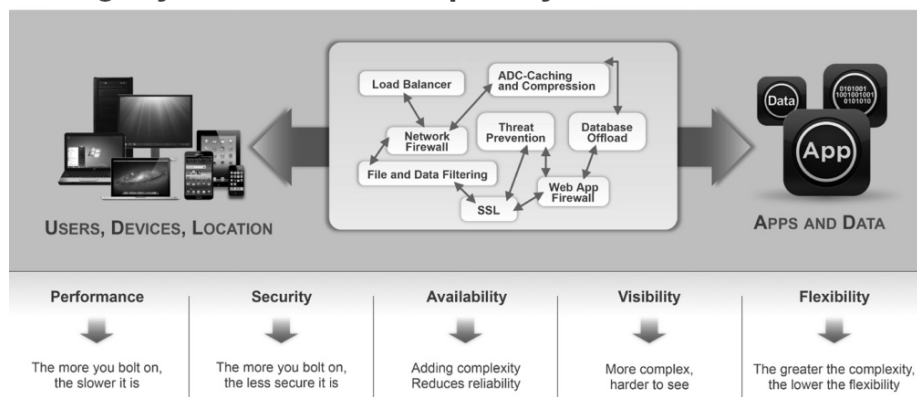 Load Balancer
ADC-Caching
and Compression
Network
Firewall
Threat
Prevention
Database
Offload
File and Data Filtering
SSL
Web App
Firewall
Data
0101001
1001001001
0101010
App
USERS, DEVICES, LOCATION
APPS AND DATA
Performance
The more you bolt on,
the slower it is
Security
The more you bolt on,
the less secure it is
Availability
Adding complexity
Reduces reliability
Visibility
More complex,
harder to see
Flexibility
The greater the complexity,
the lower the flexibility